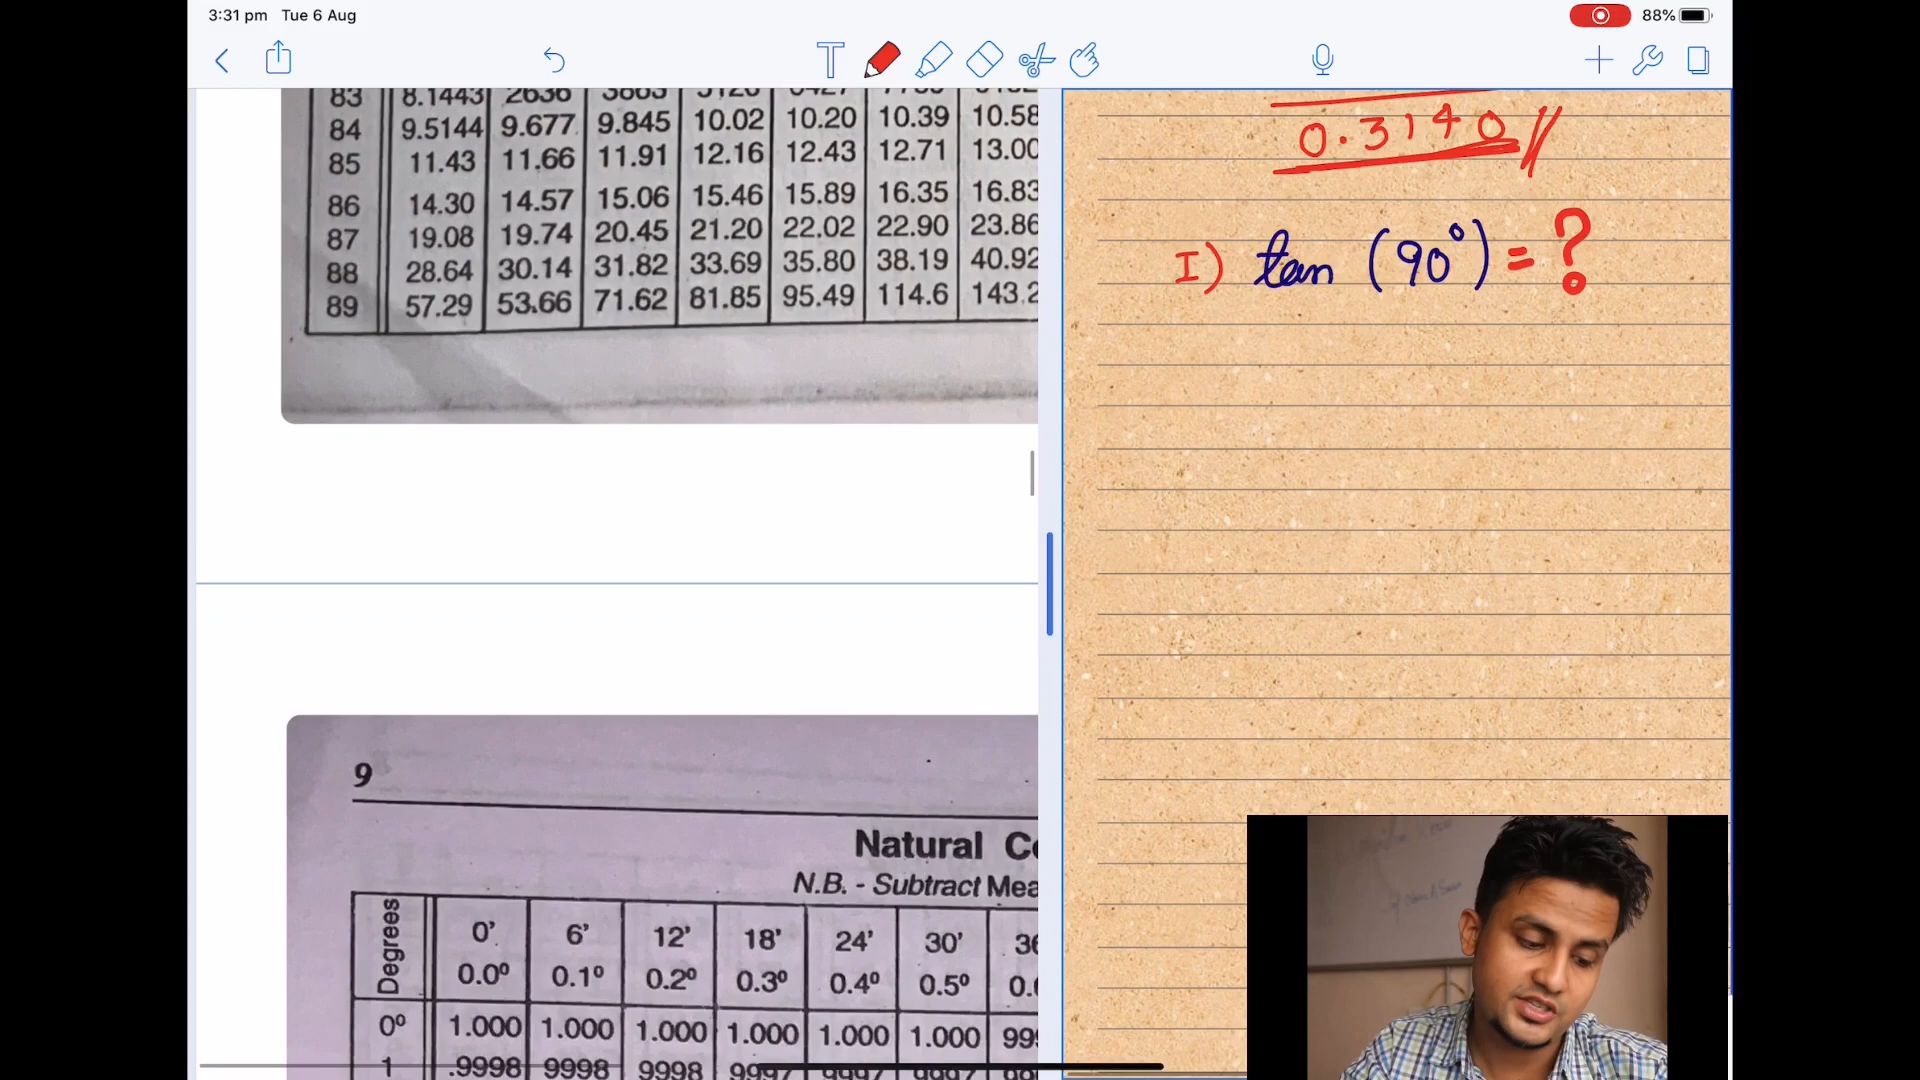 3:31 pm Tue 6 Aug 88%
84 9.5144 9.677 9.845 10.02 10.20 10.39 10.58
85 11.43 11.66 11.91 12.16 12.43 12.71 13.00
86 14.30 14.57 15.06 15.46 15.89 16.35 16.83
87 19.08 19.74 20.45 21.20 22.02 22.90 23.86
88 28.64 30.14 31.82 33.69 35.80 38.19 40.92
89 57.29 53.66 71.62 81.85 95.49 114.6 143.2
0.3140
I) tan (90°) = ?
9
Natural
N.B. - Subtract
Degrees
0' 6' 12' 18' 24' 30'
0.0° 0.1° 0.2° 0.3° 0.4° 0.5°
0° 1.000 1.000 1.000 1.000 1.000 1.000
1 .9998 9998 9998 9997 9997 9997